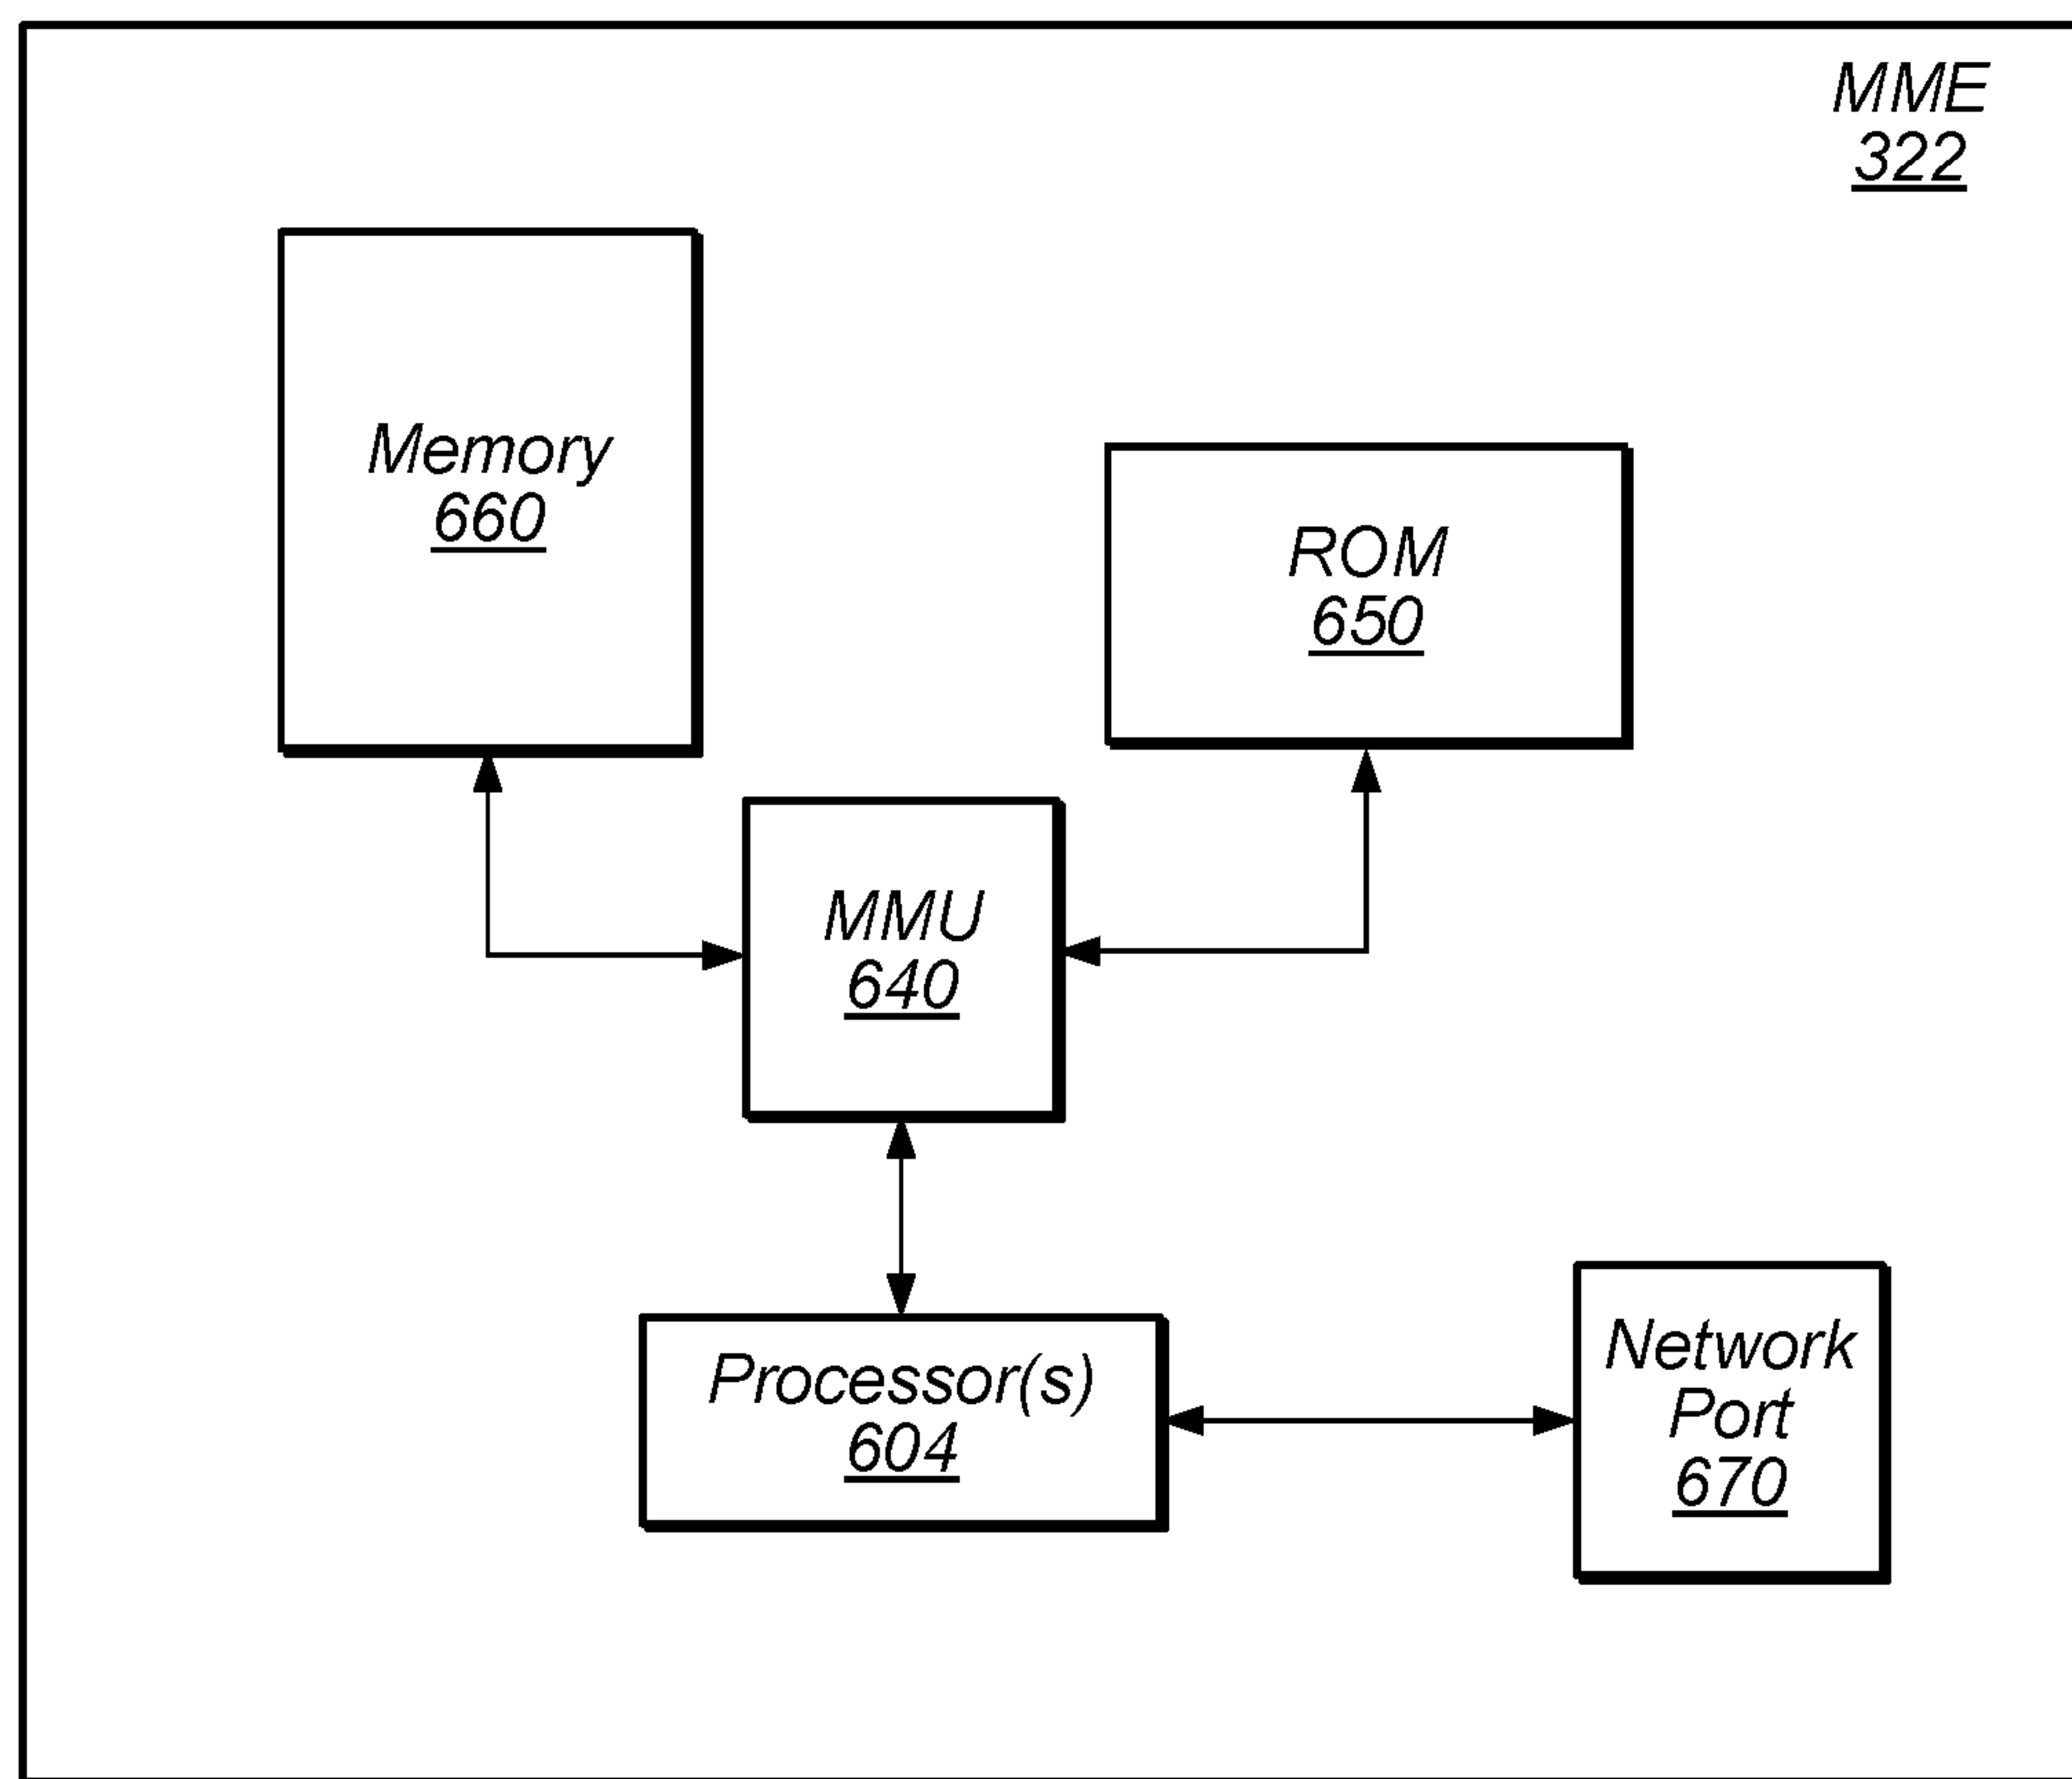 MME
322
Memory
660
ROM
650
MMU
640
Processor(s)
604
Network
Port
670